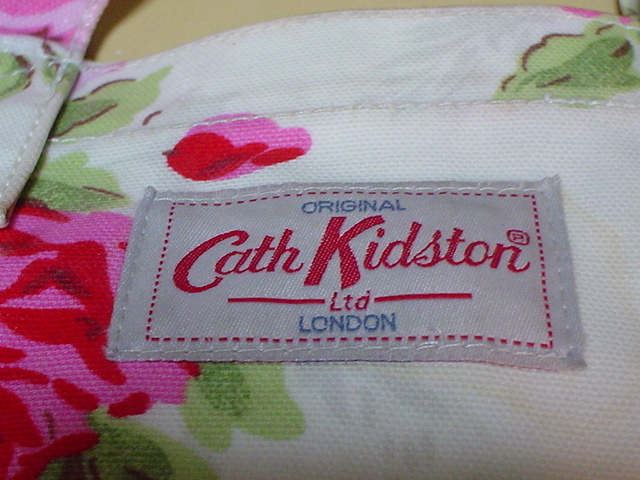 ORIGINAL
Cath Kidston®
Ltd
LONDON